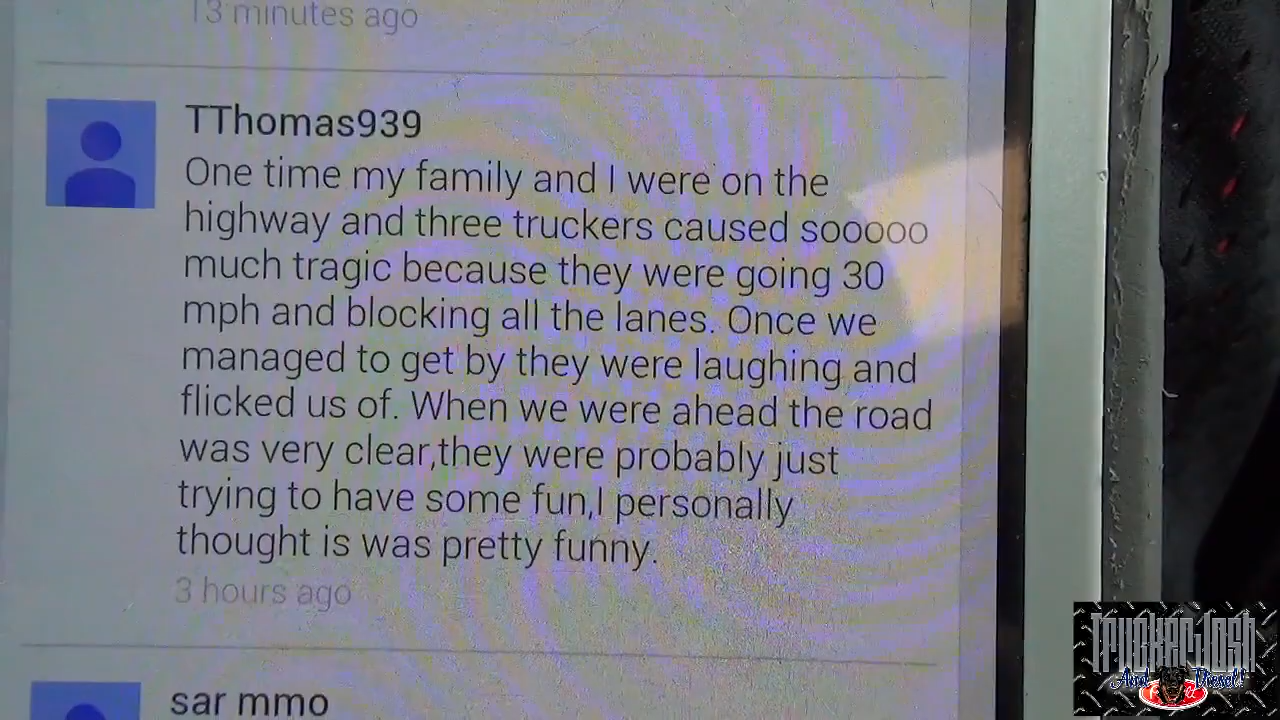 13 minutes ago
TThomas939
One time my family and I were on the
highway and three truckers caused sooooo
much tragic because they were going 30
mph and blocking all the lanes. Once we
managed to get by they were laughing and
flicked us of. When we were ahead the road
was very clear,they were probably just
trying to have some fun,I personally
thought is was pretty funny.
3 hours ago
sar mmo
TruckerJosh
And Diesel!